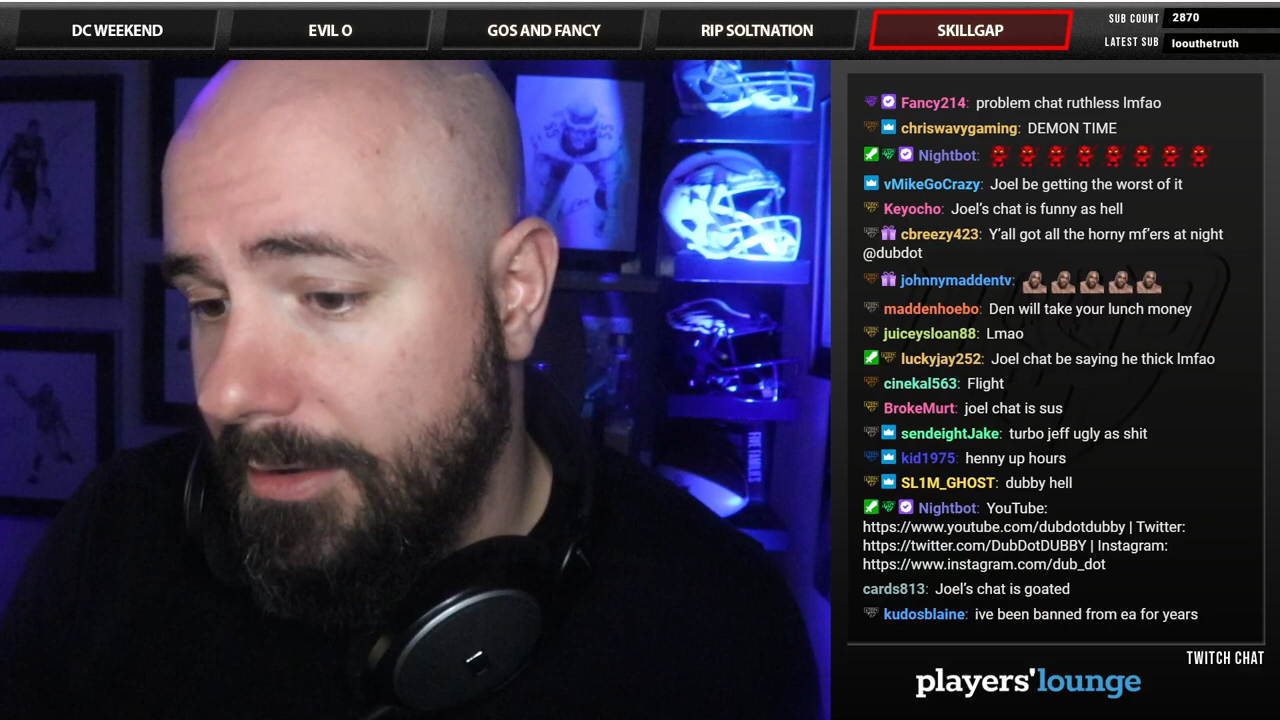 DC WEEKEND
EVIL O
GOS AND FANCY
RIP SOLTNATION
SKILLGAP
SUB COUNT 2870
LATEST SUB loouthetruth
Fancy214: problem chat ruthless lmfao
chriswavygaming: DEMON TIME
Nightbot:
vMikeGoCrazy: Joel be getting the worst of it
Keyocho: Joel's chat is funny as hell
cbreezy423: Y'all got all the horny mf'ers at night
@dubdot
johnnymaddentv:
maddenhoebo: Den will take your lunch money
juiceysloan88: Lmao
luckyjay252: Joel chat be saying he thick lmfao
cinekal563: Flight
BrokeMurt: joel chat is sus
sendeightJake: turbo jeff ugly as shit
kid1975: henny up hours
SL1M_GHOST: dubby hell
Nightbot: YouTube:
https://www.youtube.com/dubdotdubby | Twitter:
https://twitter.com/DubDotDUBBY | Instagram:
https://www.instagram.com/dub_dot
cards813: Joel's chat is goated
kudosblaine: ive been banned from ea for years
TWITCH CHAT
players'lounge
FIVE FAMILIES